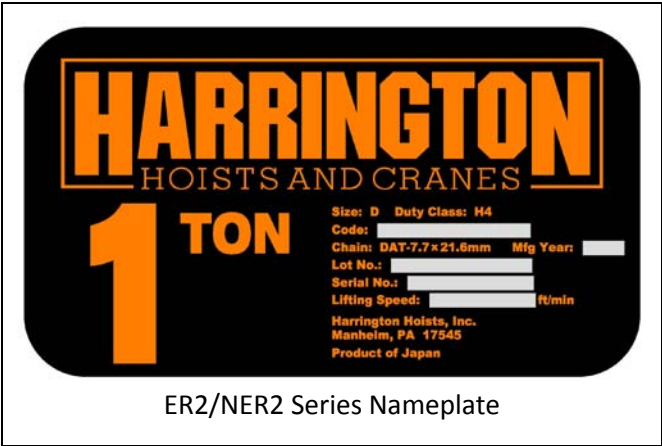 HARRINGTON
HOISTS AND CRANES
1 TON
Size: D Duty Class: H4
Code:
Chain: DAT-7.7×21.6mm Mfg Year:
Lot No.:
Serial No.:
Lifting Speed: ft/min
Harrington Hoists, Inc.
Manheim, PA 17545
Product of Japan
ER2/NER2 Series Nameplate